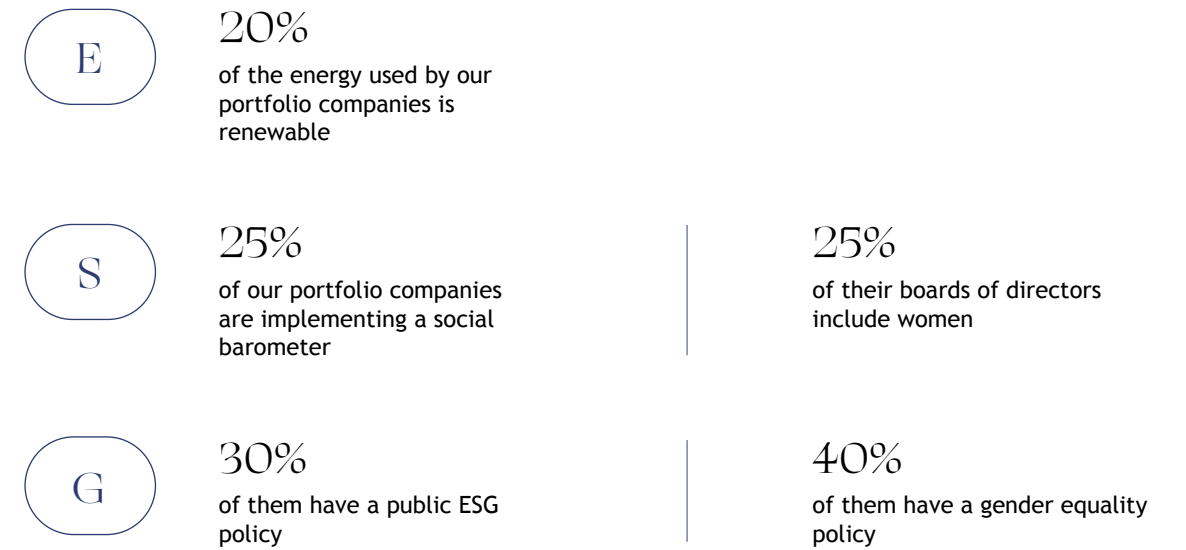 E
20%
of the energy used by our
portfolio companies is
renewable
S
25%
of our portfolio companies
are implementing a social
barometer
25%
of their boards of directors
include women
G
30%
of them have a public ESG
policy
40%
of them have a gender equality
policy